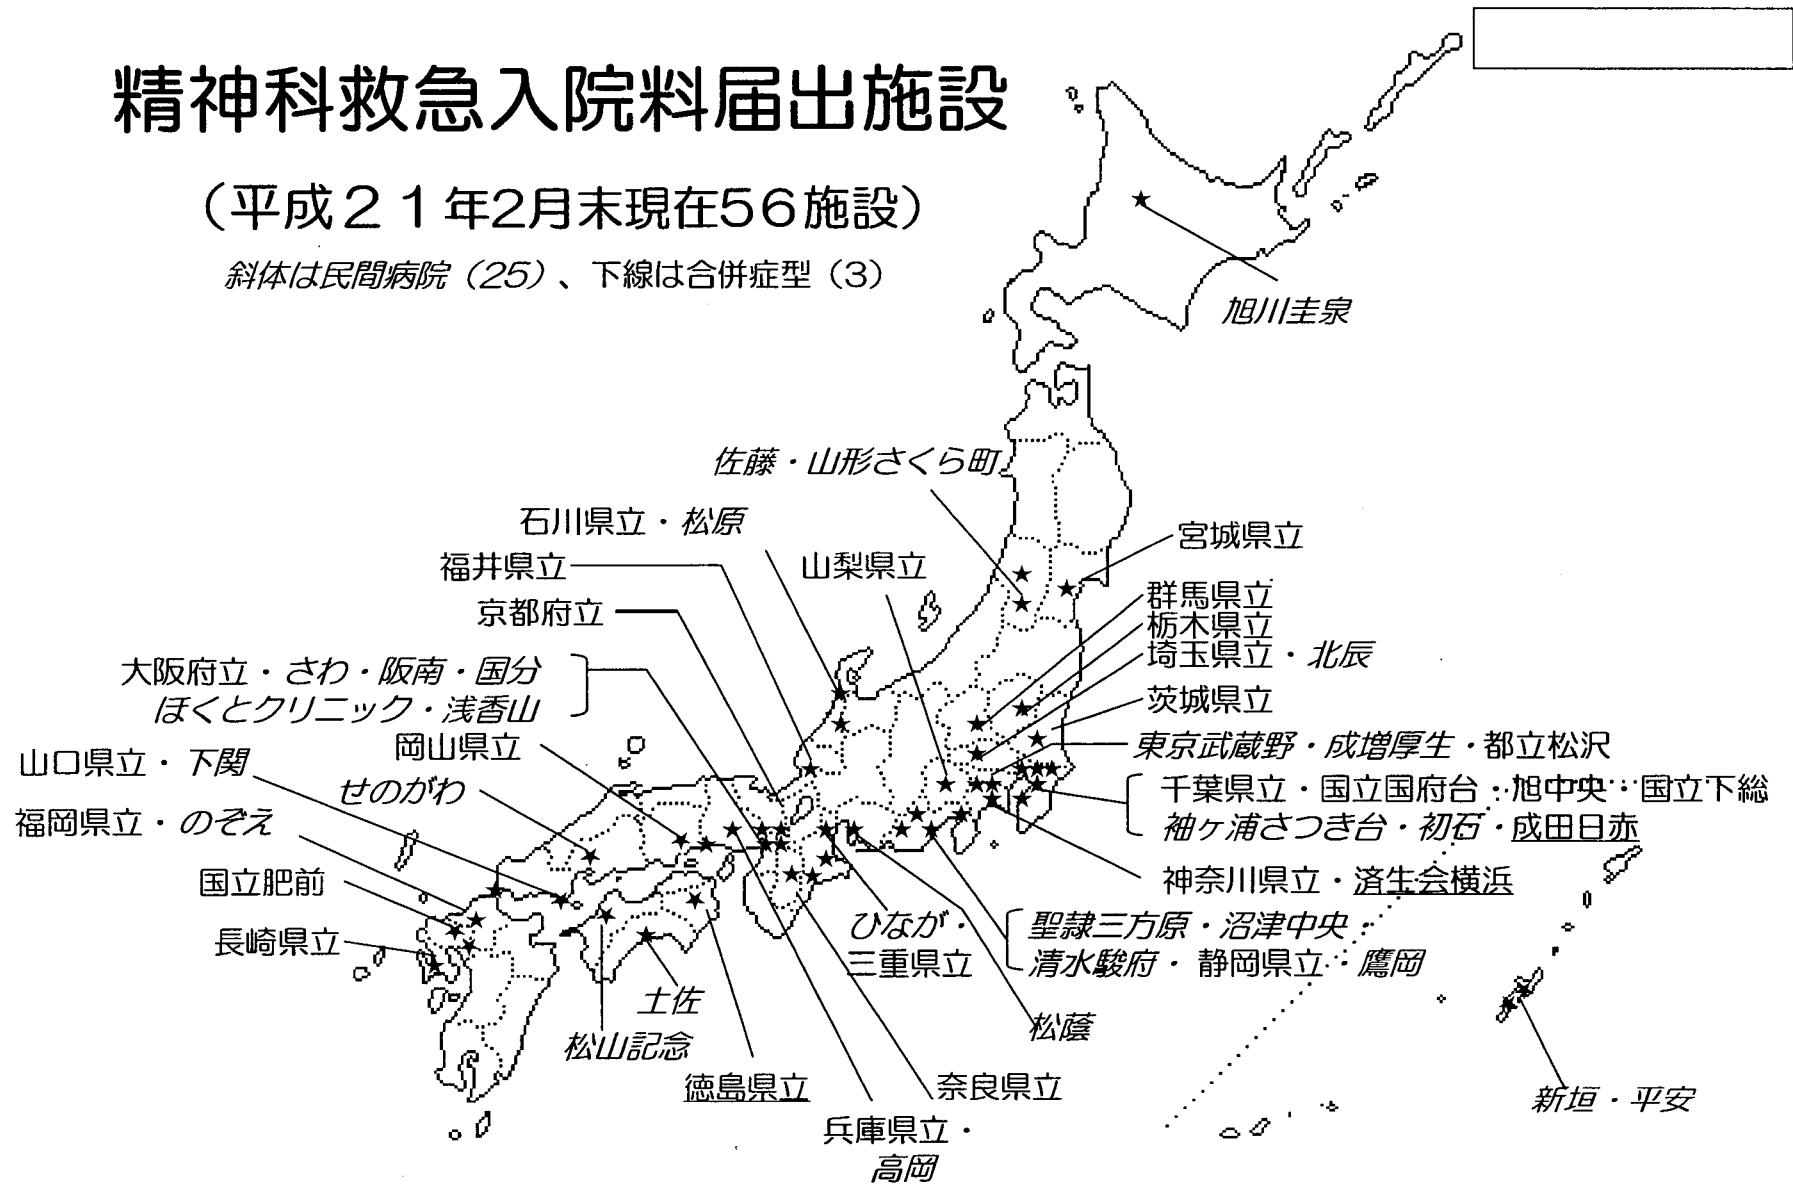 精神科救急入院料届出施設
（平成２１年2月末現在56施設）
斜体は民間病院（25）、下線は合併症型（3）
旭川圭泉
佐藤・山形さくら町
石川県立・松原
宮城県立
福井県立
山梨県立
群馬県立
京都府立
栃木県立
埼玉県立・北辰
大阪府立・さわ・阪南・国分
ほくとクリニック・浅香山
茨城県立
岡山県立
東京武蔵野・成増厚生・都立松沢
山口県立・下関
せのがわ
千葉県立・国立国府台・旭中央・国立下総
袖ヶ浦さつき台・初石・成田日赤
福岡県立・のぞえ
国立肥前
神奈川県立・済生会横浜
長崎県立
ひなが・
三重県立
聖隷三方原・沼津中央・
清水駿府・静岡県立・鷹岡
土佐
松蔭
松山記念
徳島県立
奈良県立
新垣・平安
兵庫県立・
高岡